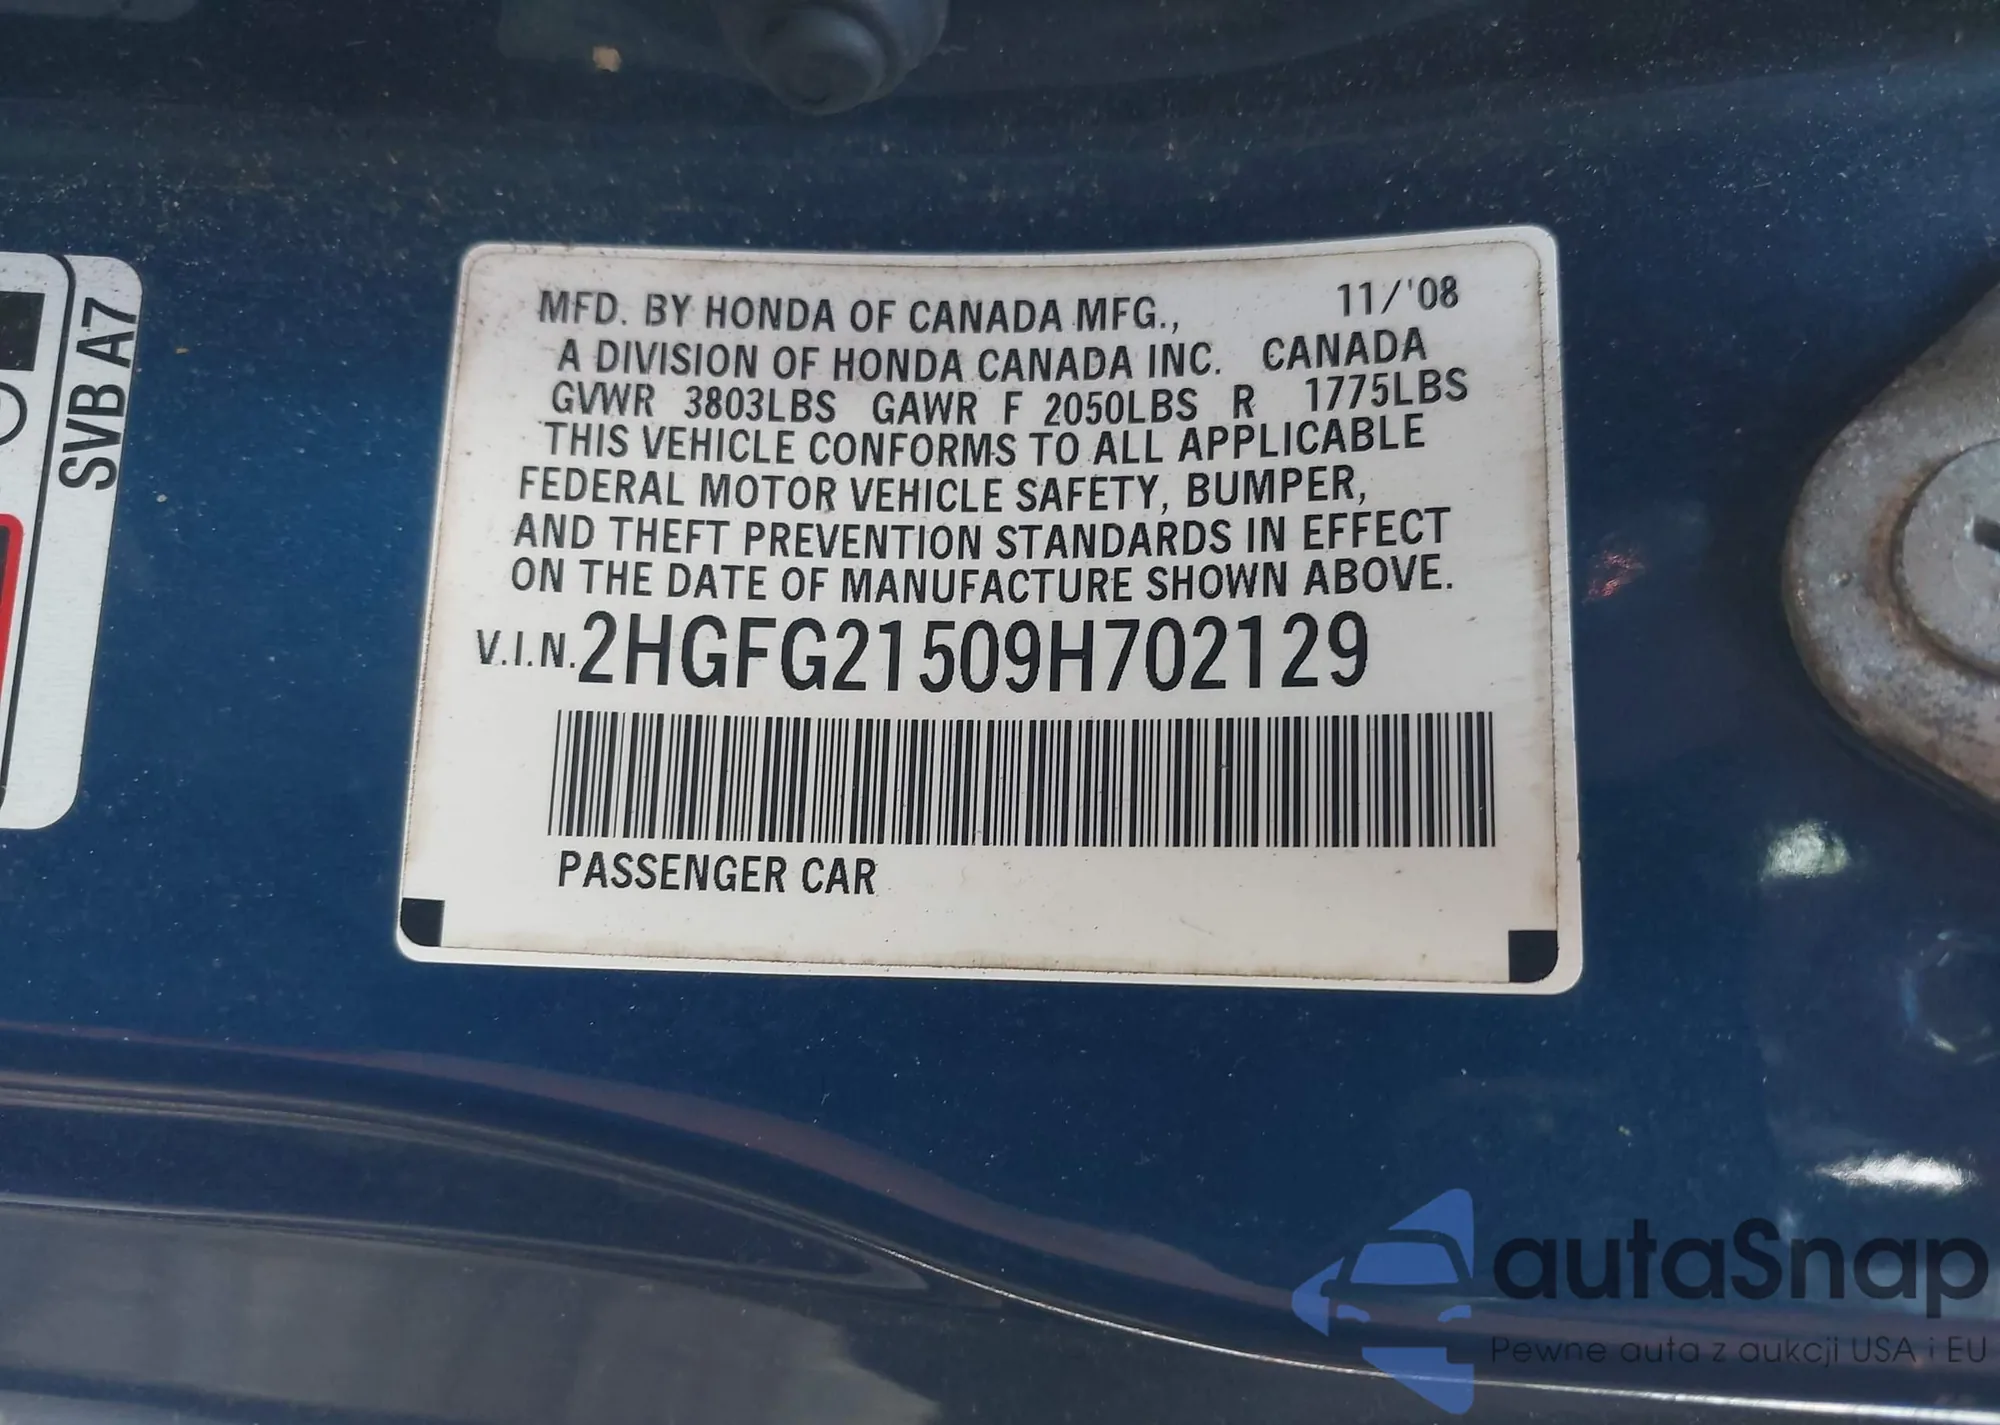 SVB A7
MFD. BY HONDA OF CANADA MFG., 11/'08
A DIVISION OF HONDA CANADA INC. CANADA
GVWR 3803LBS GAWR F 2050LBS R 1775LBS
THIS VEHICLE CONFORMS TO ALL APPLICABLE
FEDERAL MOTOR VEHICLE SAFETY, BUMPER,
AND THEFT PREVENTION STANDARDS IN EFFECT
ON THE DATE OF MANUFACTURE SHOWN ABOVE.
V.I.N. 2HGFG21509H702129
PASSENGER CAR
autaSnap
Pewne auta z aukcji USA i EU